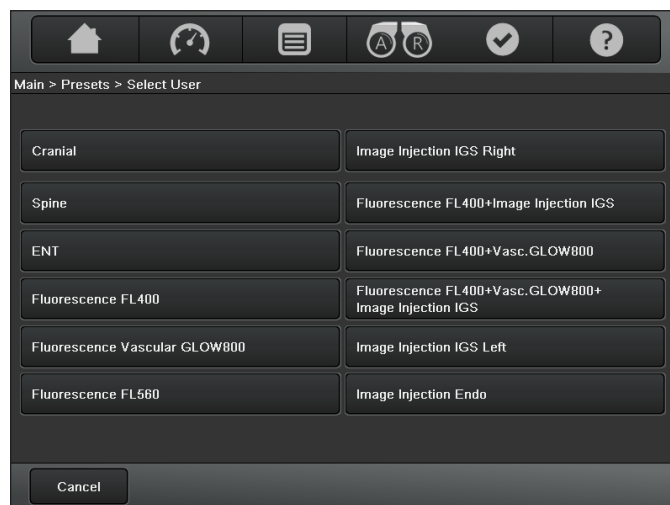 A R ?
Main > Presets > Select User
Cranial
Spine
ENT
Fluorescence FL400
Fluorescence Vascular GLOW800
Fluorescence FL560
Image Injection IGS Right
Fluorescence FL400+Image Injection IGS
Fluorescence FL400+Vasc.GLOW800
Fluorescence FL400+Vasc.GLOW800+
Image Injection IGS
Image Injection IGS Left
Image Injection Endo
Cancel